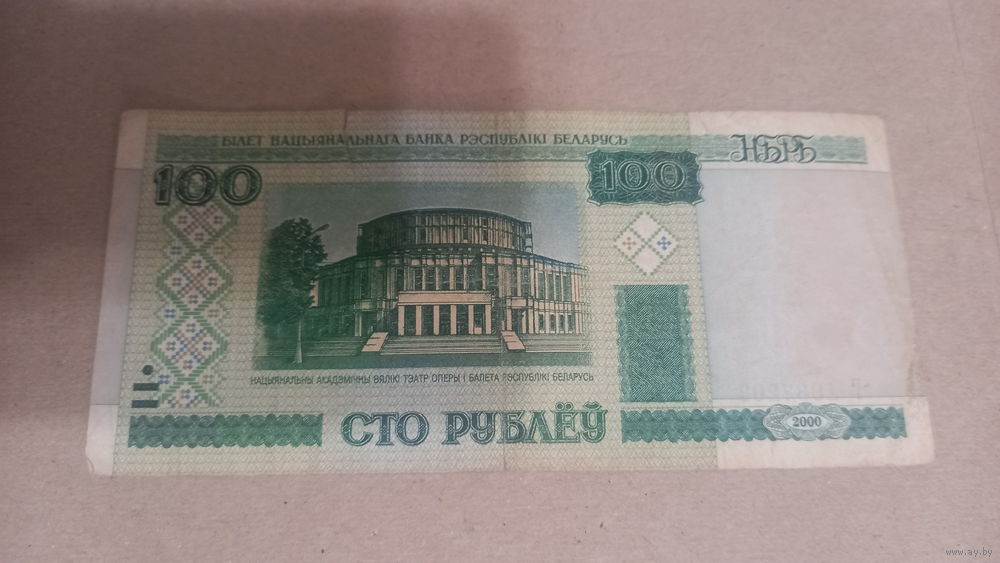 БІЛЕТ НАЦЫЯНАЛЬНАГА БАНКА РЭСПУБЛІКІ БЕЛАРУСЬ
НБРБ
100
100
НАЦЫЯНАЛЬНЫ АКАДЭМІЧНЫ ВЯЛІКІ ТЭАТР ОПЕРЫ І БАЛЕТА РЭСПУБЛІКІ БЕЛАРУСЬ
СТО РУБЛЁЎ
2000
www.ay.by